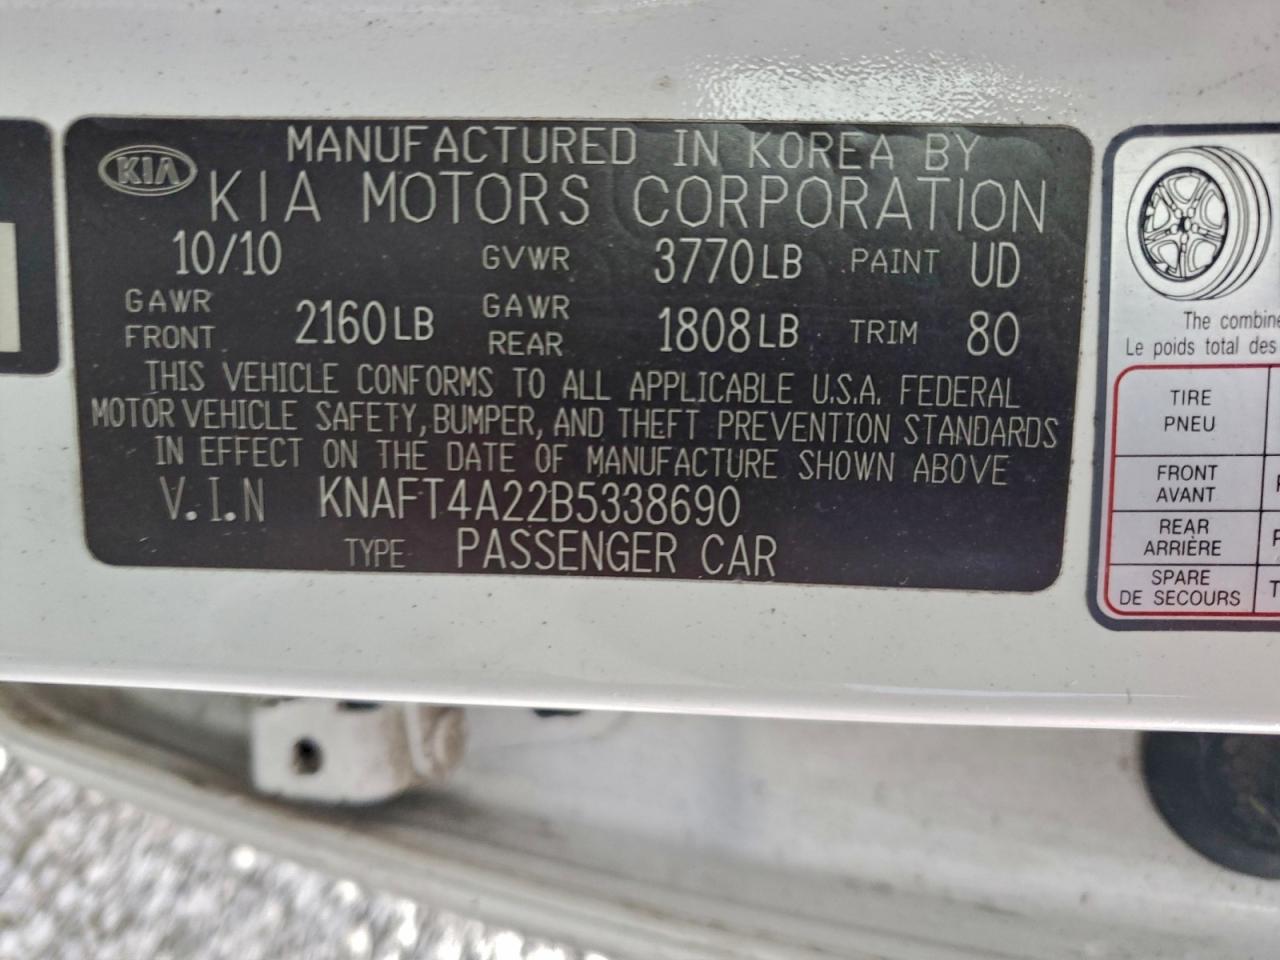 MANUFACTURED IN KOREA BY
KIA
KIA MOTORS CORPORATION
10/10 GVWR 3770LB PAINT UD
GAWR FRONT 2160LB GAWR REAR 1808LB TRIM 80
THIS VEHICLE CONFORMS TO ALL APPLICABLE U.S.A. FEDERAL
MOTOR VEHICLE SAFETY, BUMPER, AND THEFT PREVENTION STANDARDS
IN EFFECT ON THE DATE OF MANUFACTURE SHOWN ABOVE
V.I.N KNAFT4A22B5338690
TYPE PASSENGER CAR
The
Le poids total des
TIRE
PNEU
FRONT
AVANT
REAR
ARRIÈRE
SPARE
DE SECOURS